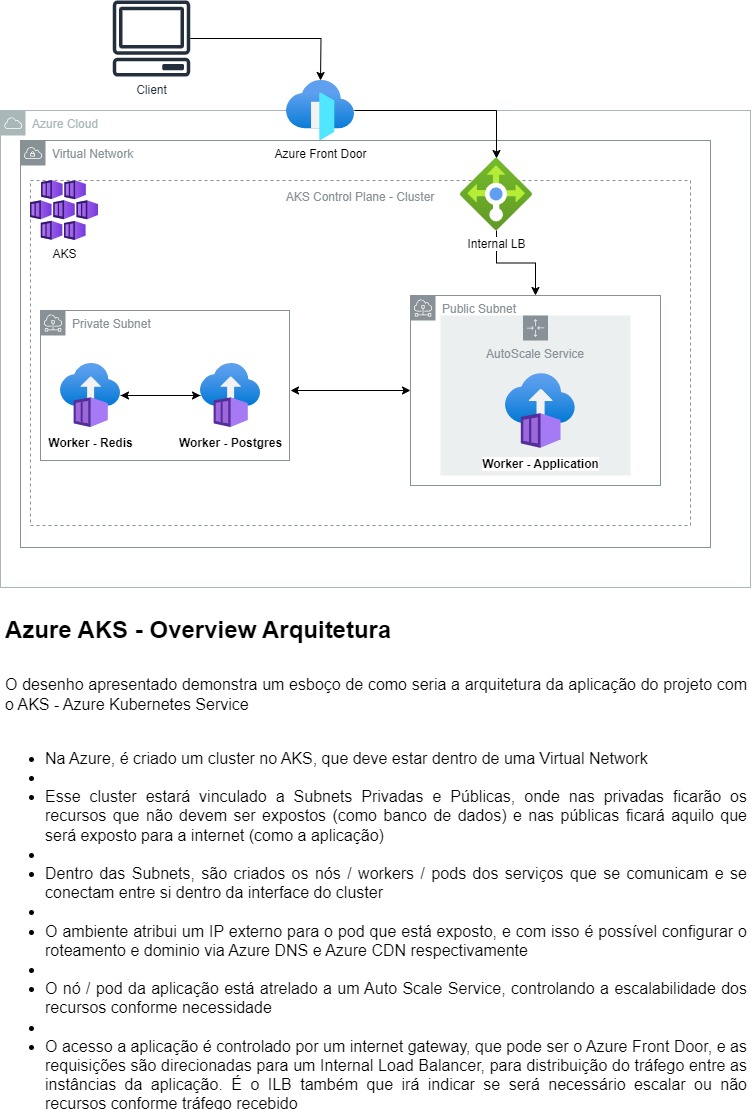 Client
Azure Cloud
Azure Front Door
Virtual Network
AKS Control Plane - Cluster
AKS
Internal LB
Private Subnet
Public Subnet
AutoScale Service
Worker - Redis
Worker - Postgres
Worker - Application
Azure AKS - Overview Arquitetura
O desenho apresentado demonstra um esboço de como seria a arquitetura da aplicação do projeto com
o AKS - Azure Kubernetes Service
Na Azure, é criado um cluster no AKS, que deve estar dentro de uma Virtual Network
Esse cluster estará vinculado a Subnets Privadas e Públicas, onde nas privadas ficarão os
recursos que não devem ser expostos (como banco de dados) e nas públicas ficará aquilo que
será exposto para a internet (como a aplicação)
Dentro das Subnets, são criados os nós / workers / pods dos serviços que se comunicam e se
conectam entre si dentro da interface do cluster
O ambiente atribui um IP externo para o pod que está exposto, e com isso é possível configurar o
roteamento e dominio via Azure DNS e Azure CDN respectivamente
O nó / pod da aplicação está atrelado a um Auto Scale Service, controlando a escalabilidade dos
recursos conforme necessidade
O acesso a aplicação é controlado por um internet gateway, que pode ser o Azure Front Door, e as
requisições são direcionadas para um Internal Load Balancer, para distribuição do tráfego entre as
instâncias da aplicação. É o ILB também que irá indicar se será necessário escalar ou não
recursos conforme tráfego recebido